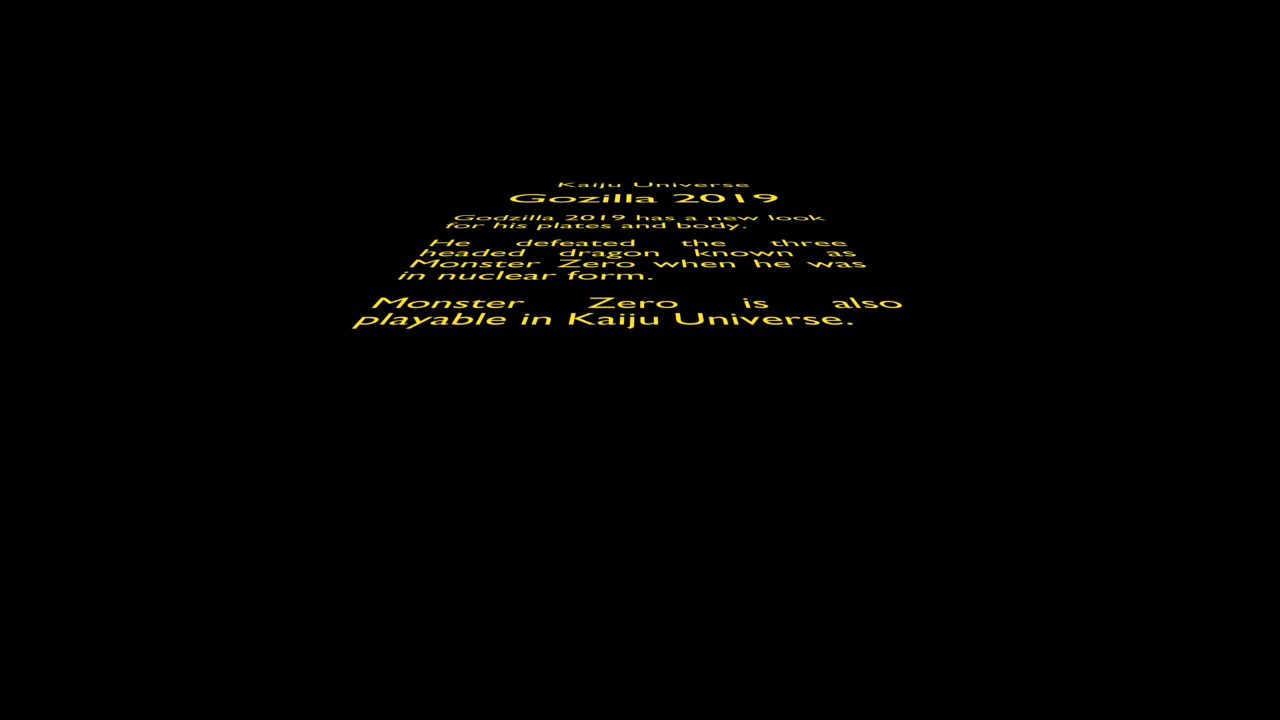 Kaiju Universe
Gozilla 2019
Godzilla 2019 has a new look
for his plates and body.
He defeated the three
headed dragon known as
Monster Zero when he was
in nuclear form.
Monster Zero is also
playable in Kaiju Universe.